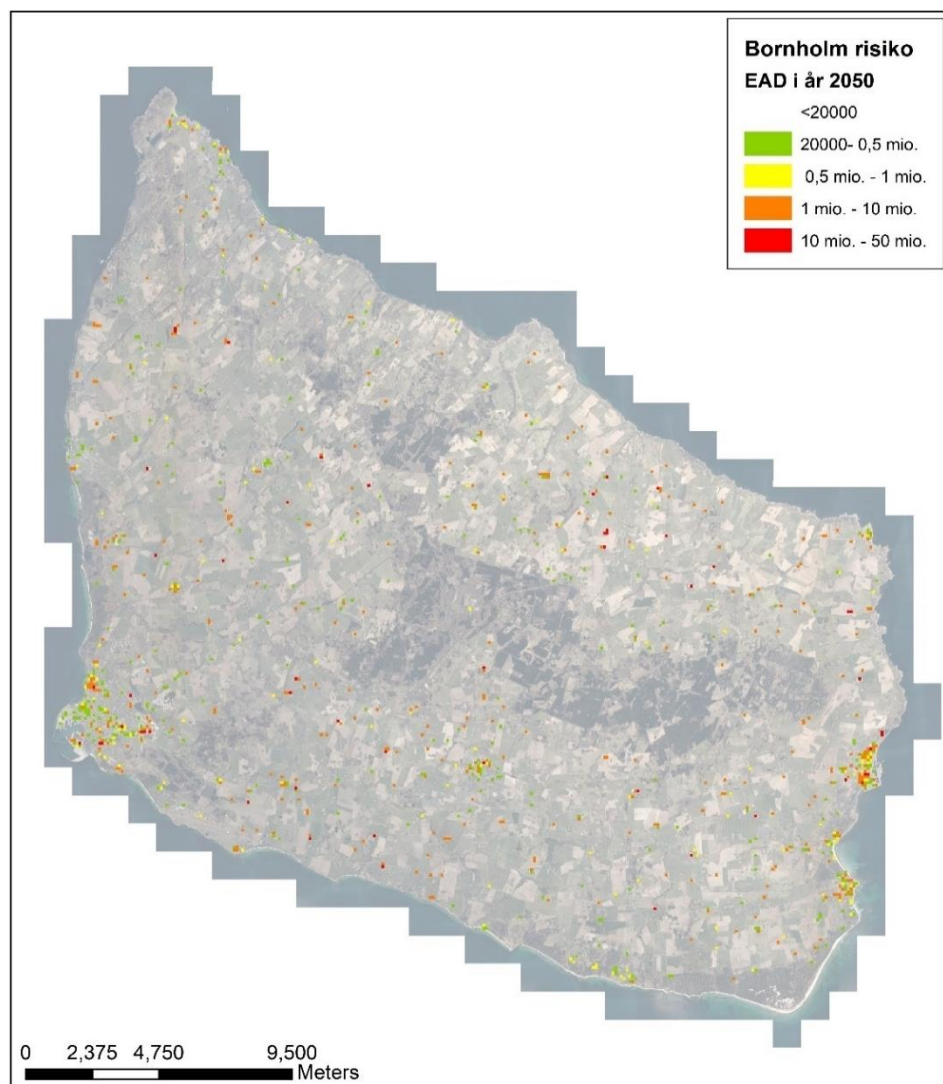 Bornholm risiko
EAD i år 2050
<20000
20000- 0,5 mio.
0,5 mio. - 1 mio.
1 mio. - 10 mio.
10 mio. - 50 mio.
0 2,375 4,750 9,500
Meters